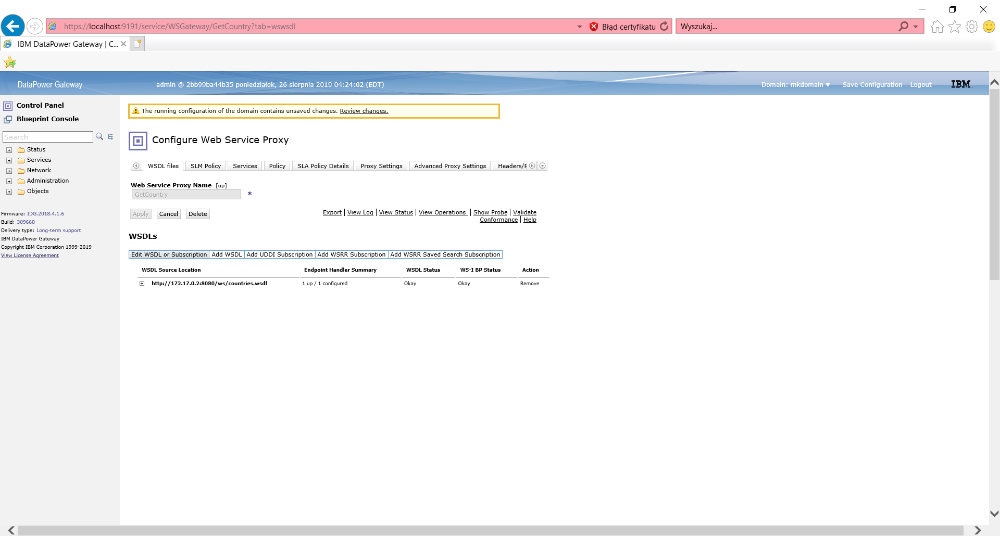 https://localhost:9191/service/WSGateway/GetCountry?tab=wswsdl
Błąd certyfikatu
Wyszukaj...
IBM DataPower Gateway | C...
DataPower Gateway
admin @ 2bb99ba44b35 poniedziałek, 26 sierpnia 2019 04:24:02 (EDT)
Domain: mkdomain
Save Configuration
Logout
IBM.
Control Panel
Blueprint Console
Search
Status
Services
Network
Administration
Objects
Firmware: IDG.2018.4.1.6
Build: 309660
Delivery type: Long-term support
IBM DataPower Gateway
Copyright IBM Corporation 1999-2019
View License Agreement
The running configuration of the domain contains unsaved changes. Review changes.
Configure Web Service Proxy
WSDL files
SLM Policy
Services
Policy
SLA Policy Details
Proxy Settings
Advanced Proxy Settings
Headers/
Web Service Proxy Name [up]
GetCountry *
Apply
Cancel
Delete
Export | View Log | View Status | View Operations | Show Probe | Validate
Conformance | Help
WSDLs
Edit WSDL or Subscription
Add WSDL
Add UDDI Subscription
Add WSRR Subscription
Add WSRR Saved Search Subscription
WSDL Source Location Endpoint Handler Summary WSDL Status WS-I BP Status Action
http://172.17.0.2:8080/ws/countries.wsdl 1 up / 1 configured Okay Okay Remove